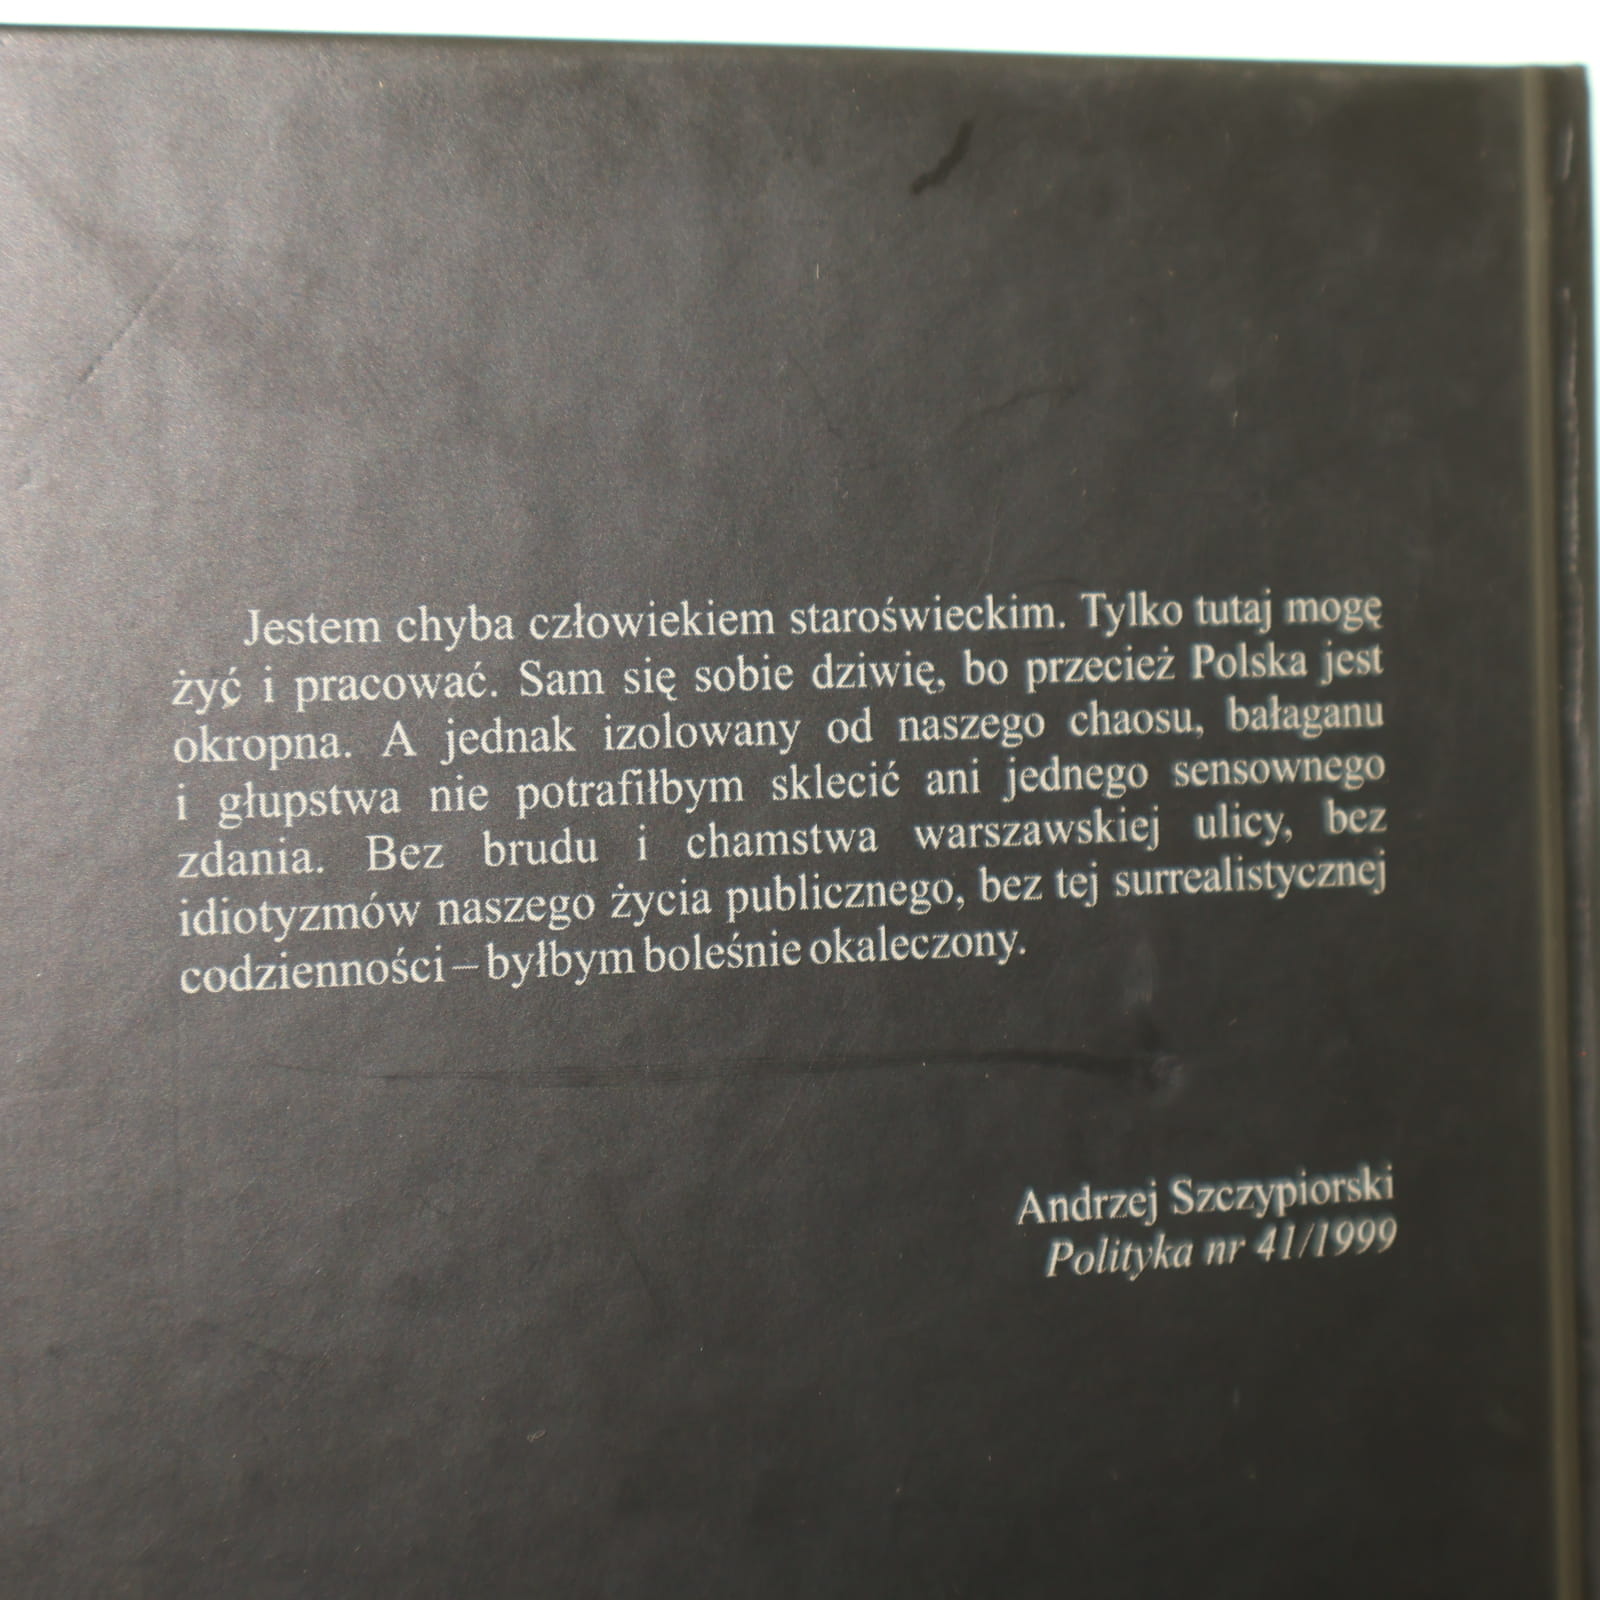 Jestem chyba człowiekiem staroświeckim. Tylko tutaj mogę
żyć i pracować. Sam się sobie dziwię, bo przecież Polska jest
okropna. A jednak izolowany od naszego chaosu, bałaganu
i głupstwa nie potrafiłbym sklecić ani jednego sensownego
zdania. Bez brudu i chamstwa warszawskiej ulicy, bez
idiotyzmów naszego życia publicznego, bez tej surrealistycznej
codzienności – byłbym boleśnie okaleczony.
Andrzej Szczypiorski
Polityka nr 41/1999